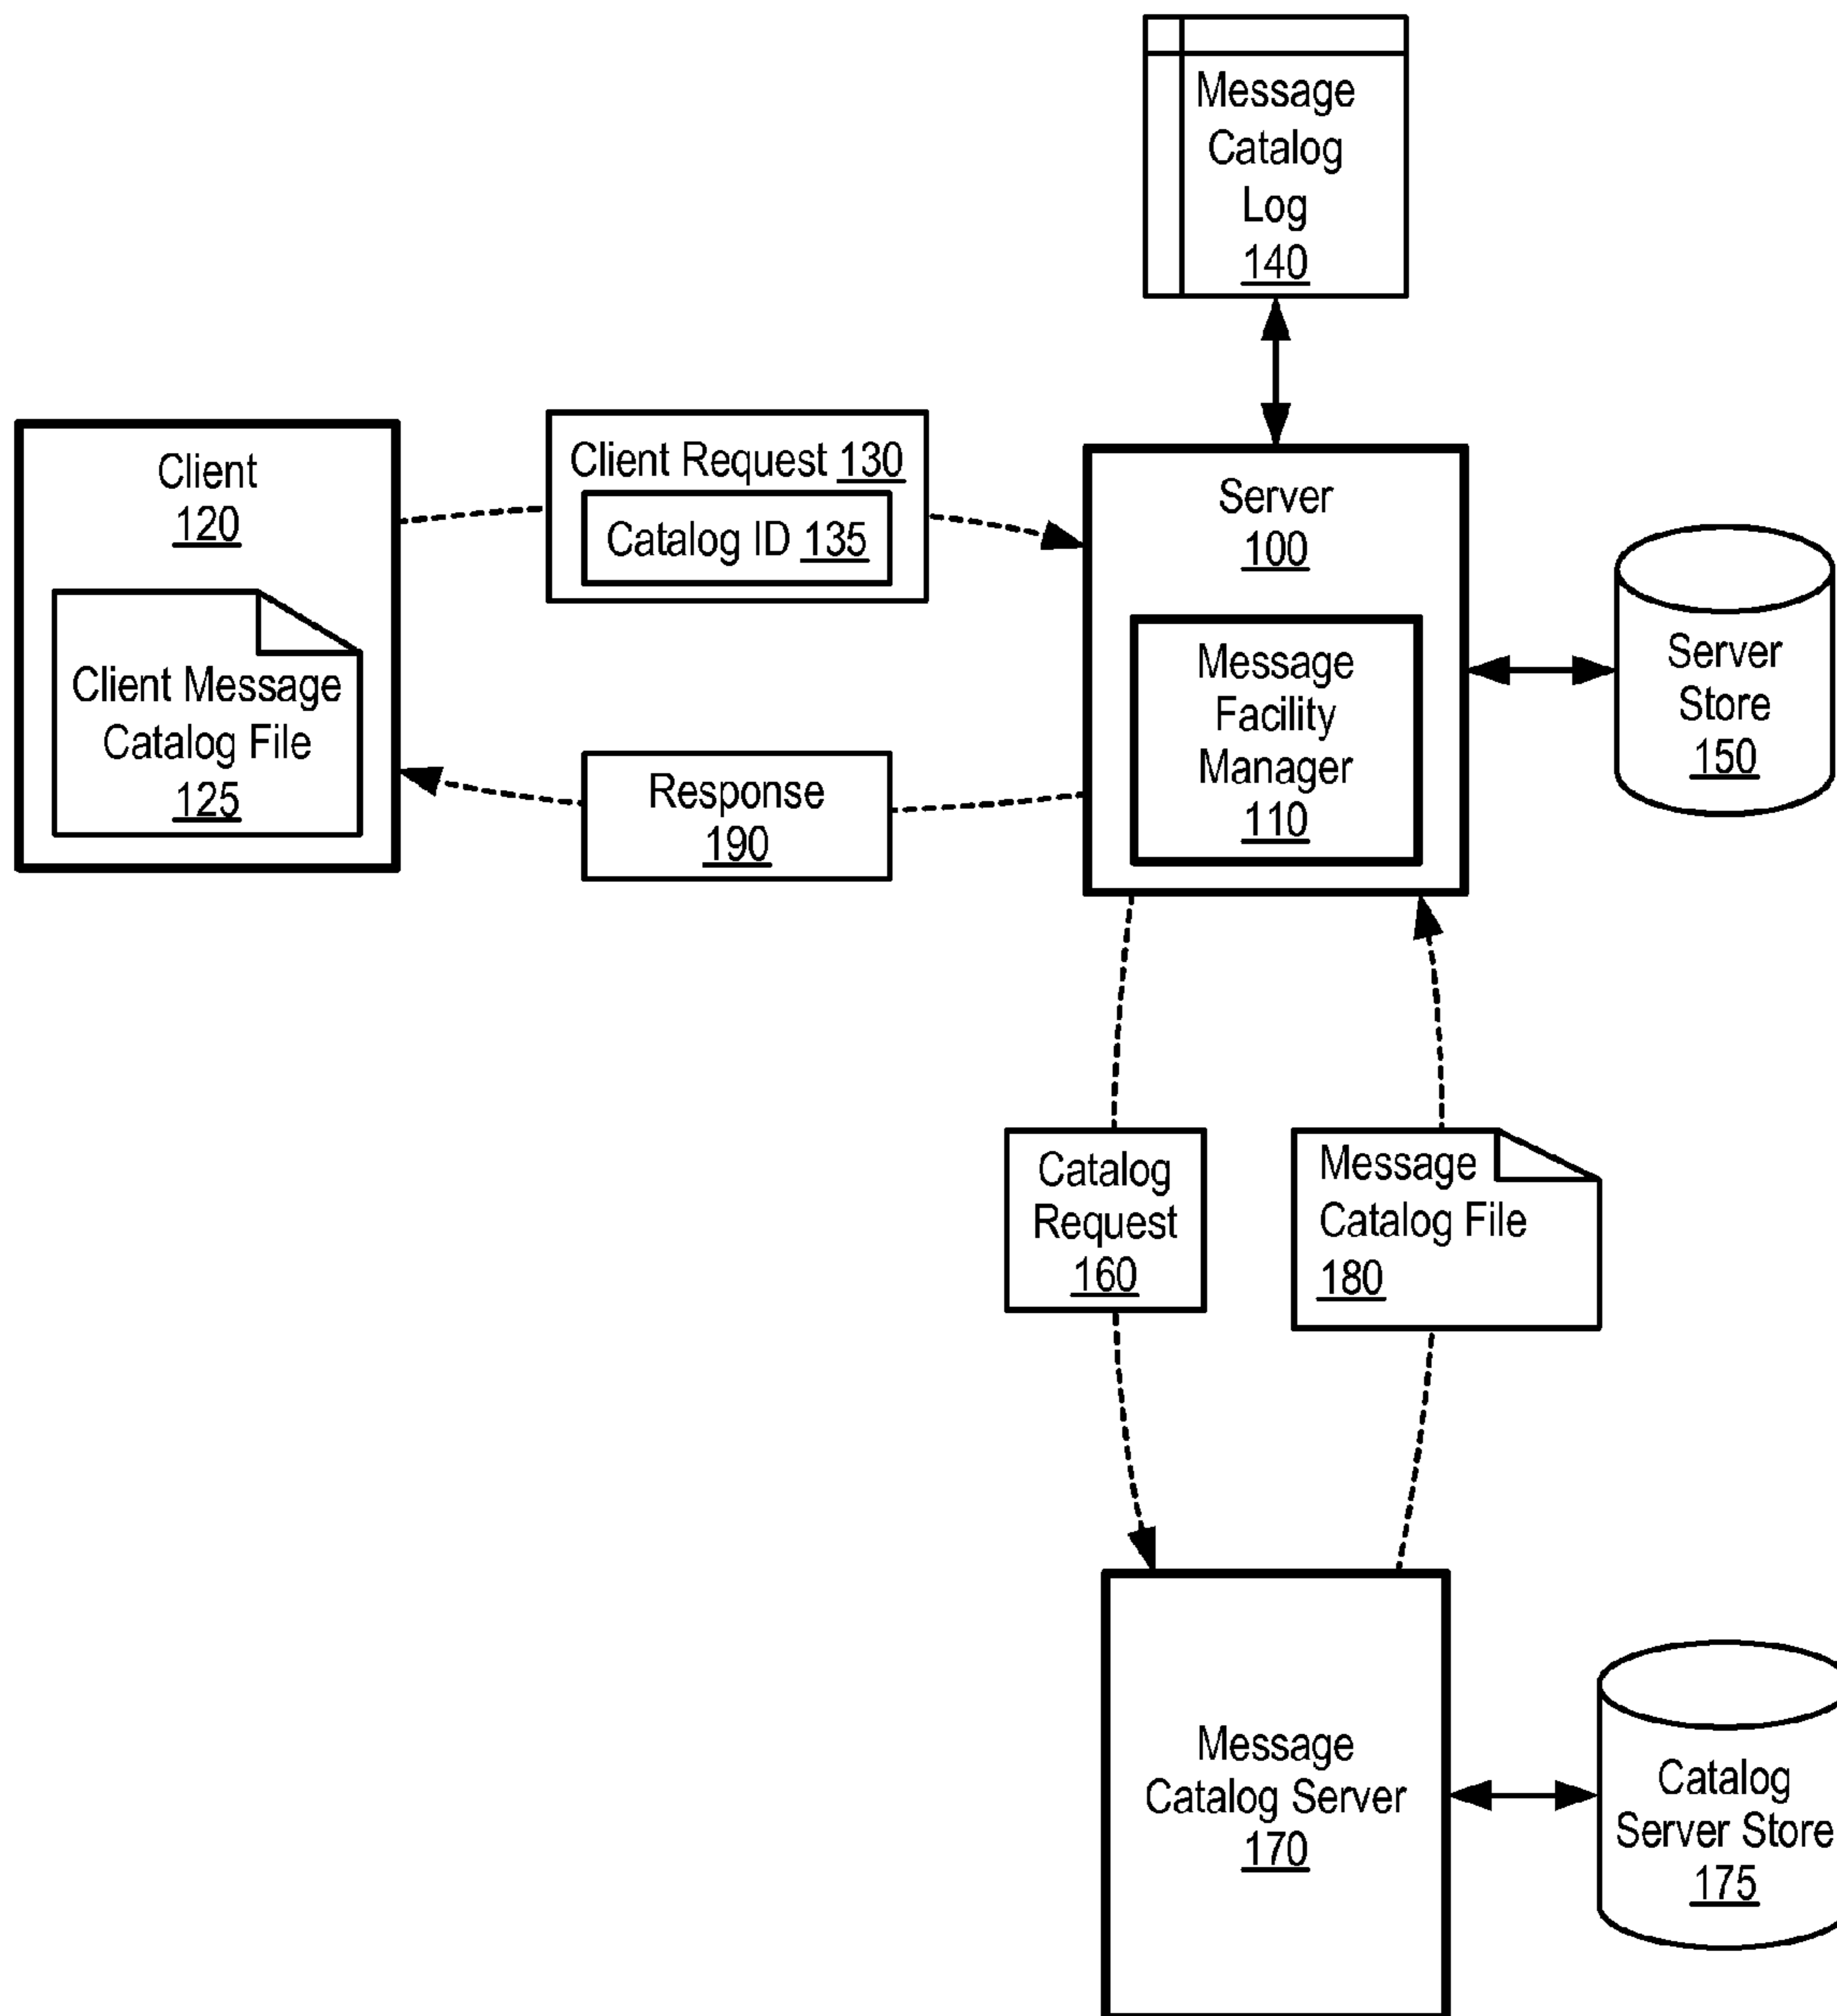 Message
Catalog
Log
140
Client
120
Client Message
Catalog File
125
Client Request 130
Catalog ID 135
Response
190
Server
100
Message
Facility
Manager
110
Server
Store
150
Catalog
Request
160
Message
Catalog File
180
Message
Catalog Server
170
Catalog
Server Store
175